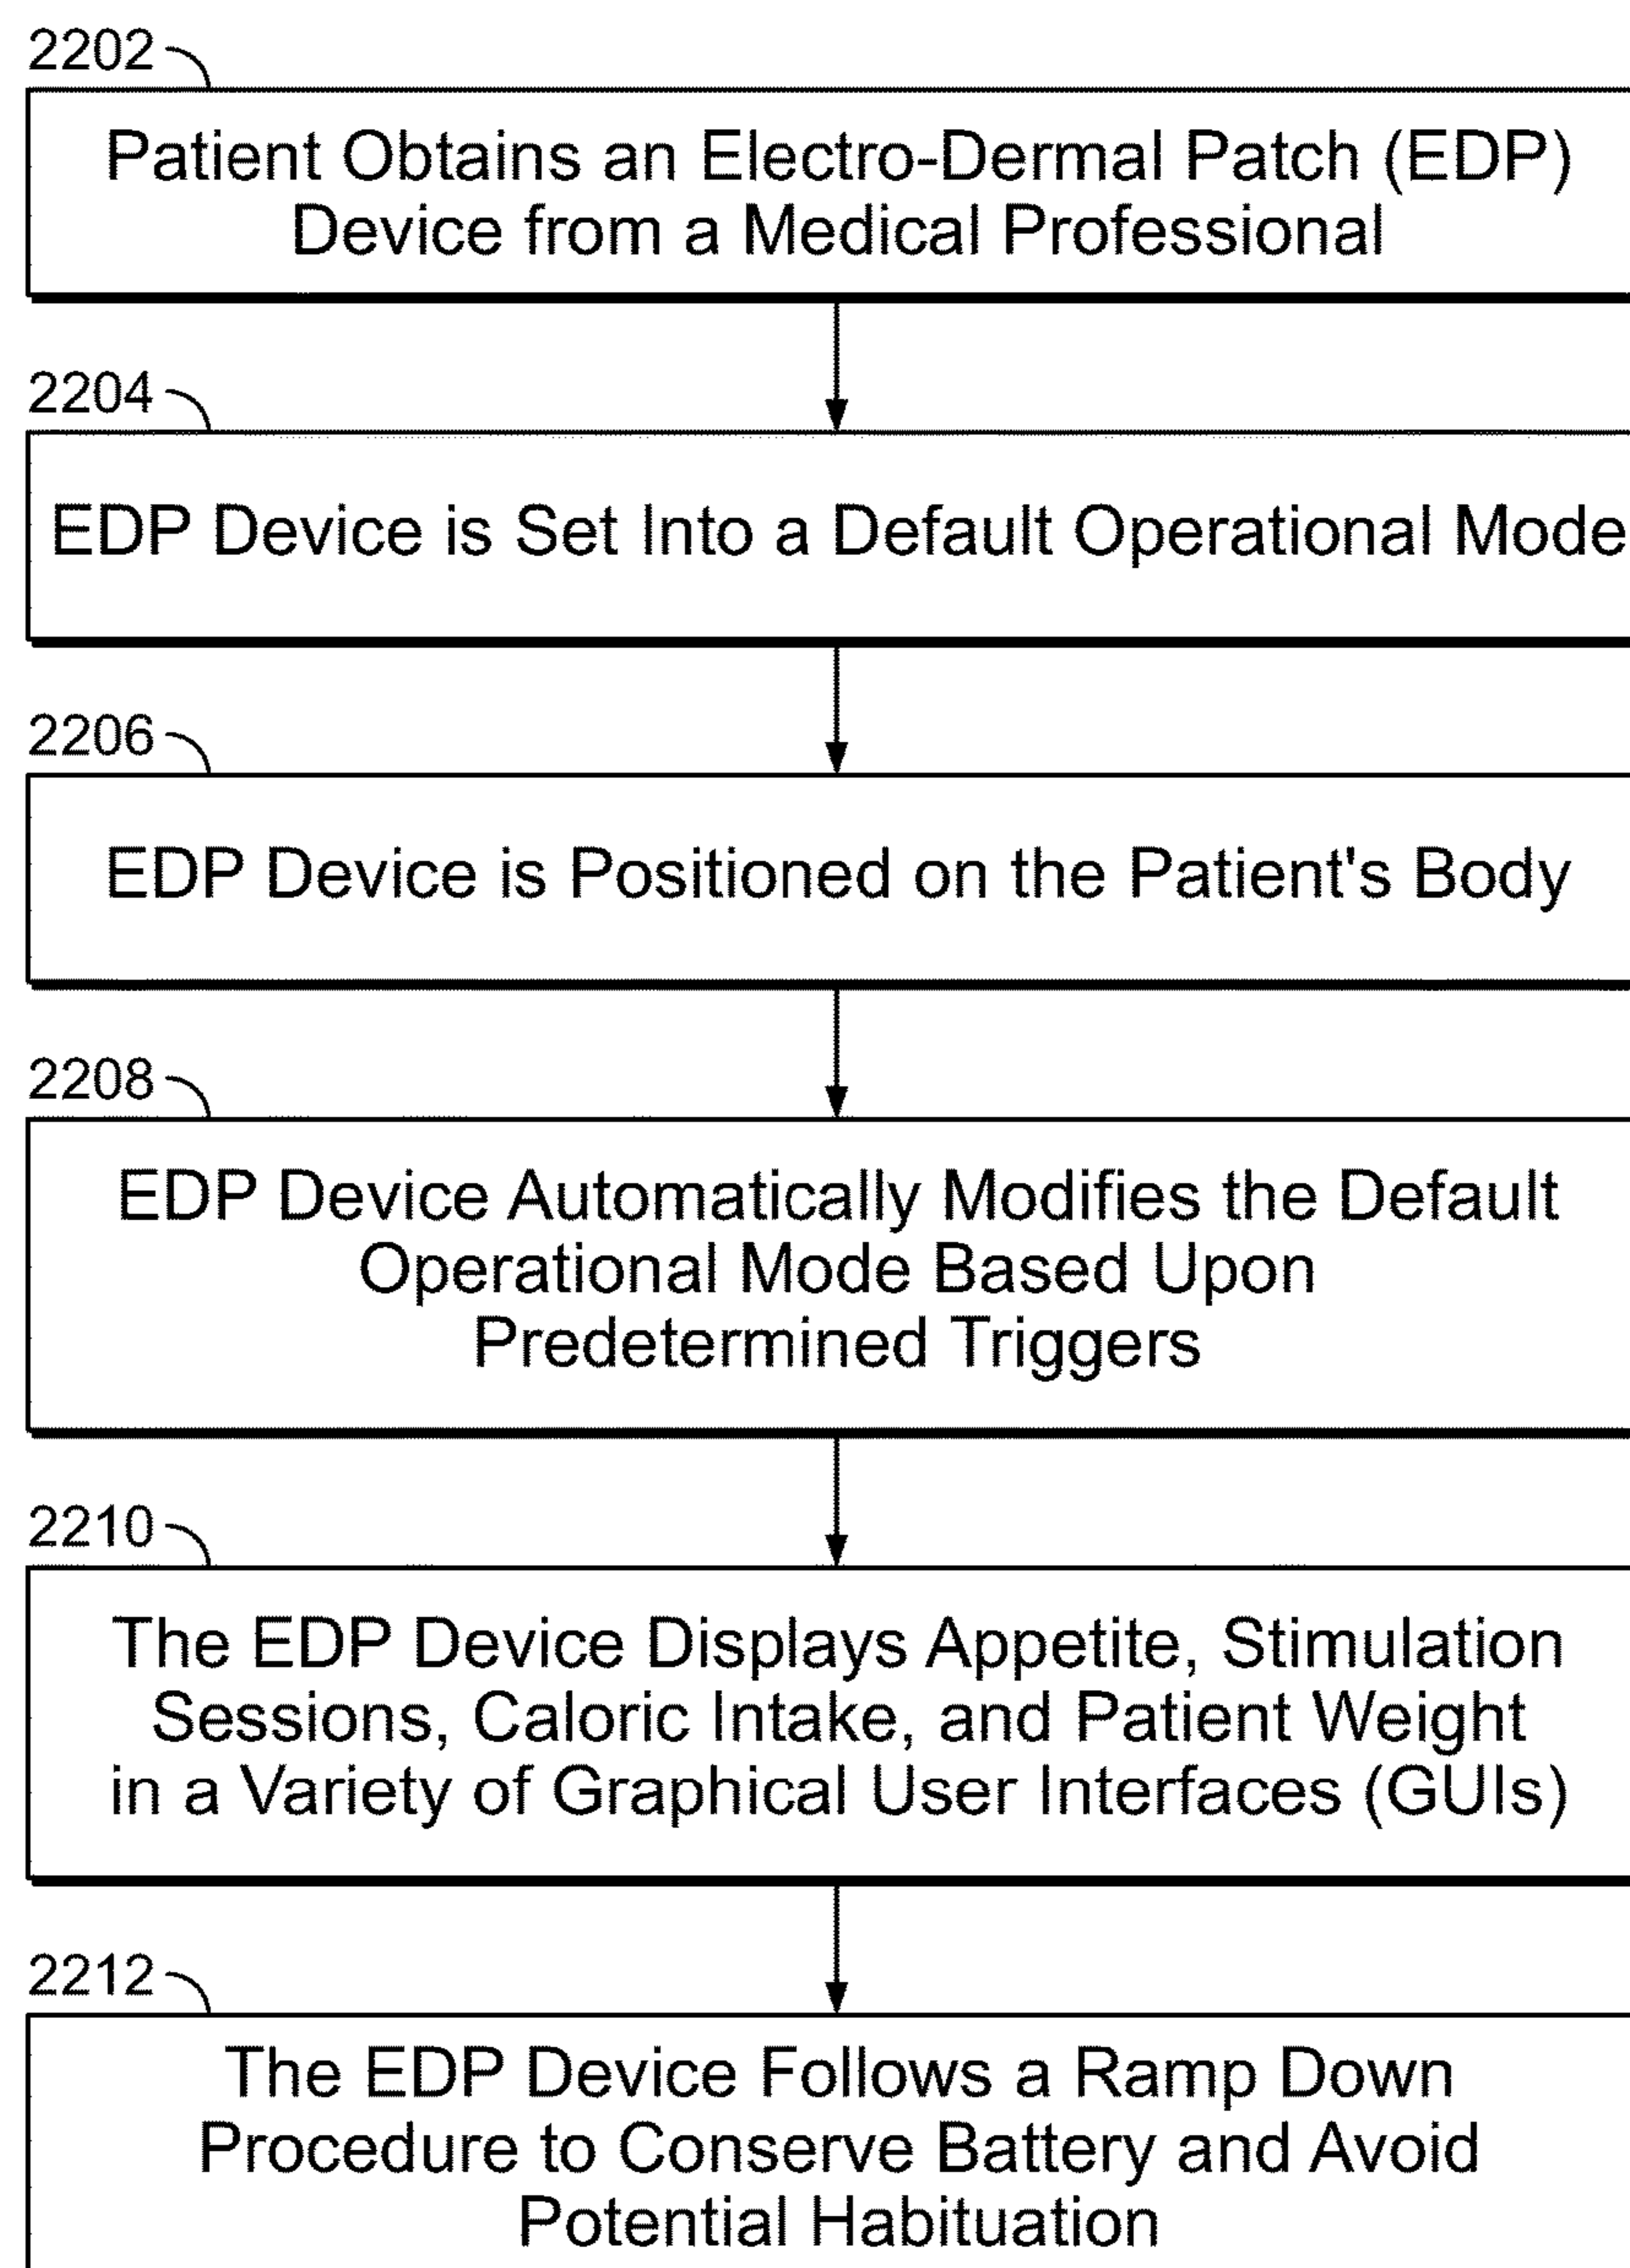 2202
Patient Obtains an Electro-Dermal Patch (EDP)
Device from a Medical Professional
2204
EDP Device is Set Into a Default Operational Mode
2206
EDP Device is Positioned on the Patient's Body
2208
EDP Device Automatically Modifies the Default
Operational Mode Based Upon
Predetermined Triggers
2210
The EDP Device Displays Appetite, Stimulation
Sessions, Caloric Intake, and Patient Weight
in a Variety of Graphical User Interfaces (GUIs)
2212
The EDP Device Follows a Ramp Down
Procedure to Conserve Battery and Avoid
Potential Habituation